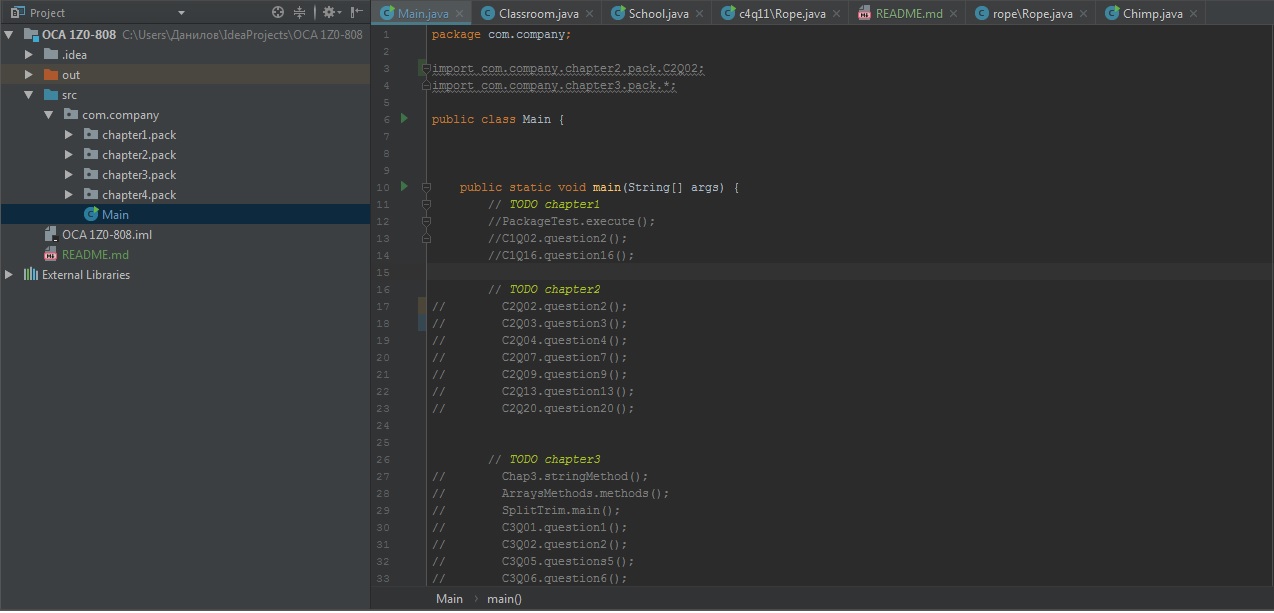 Project
OCA 1Z0-808 C:\Users\Данилов\IdeaProjects\OCA 1Z0-808
.idea
out
src
com.company
chapter1.pack
chapter2.pack
chapter3.pack
chapter4.pack
Main
OCA 1Z0-808.iml
README.md
External Libraries
Main.java Classroom.java School.java c4q11\Rope.java README.md rope\Rope.java Chimp.java
1 package com.company;
2
3 import com.company.chapter2.pack.C2Q02;
4 import com.company.chapter3.pack.*;
5
6 public class Main {
7
8
9
10 public static void main(String[] args) {
11 // TODO chapter1
12 //PackageTest.execute();
13 //C1Q02.question2();
14 //C1Q16.question16();
15
16 // TODO chapter2
17 // C2Q02.question2();
18 // C2Q03.question3();
19 // C2Q04.question4();
20 // C2Q07.question7();
21 // C2Q09.question9();
22 // C2Q13.question13();
23 // C2Q20.question20();
24
25
26 // TODO chapter3
27 // Chap3.stringMethod();
28 // ArraysMethods.methods();
29 // SplitTrim.main();
30 // C3Q01.question1();
31 // C3Q02.question2();
32 // C3Q05.questions5();
33 // C3Q06.question6();
Main main()